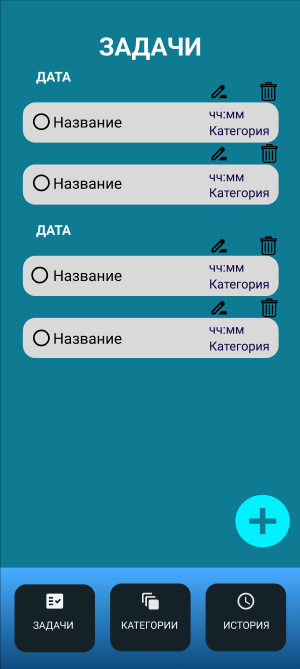 ЗАДАЧИ
ДАТА
Название
чч:мм
Категория
Название
чч:мм
Категория
ДАТА
Название
чч:мм
Категория
Название
чч:мм
Категория
ЗАДАЧИ
КАТЕГОРИИ
ИСТОРИЯ